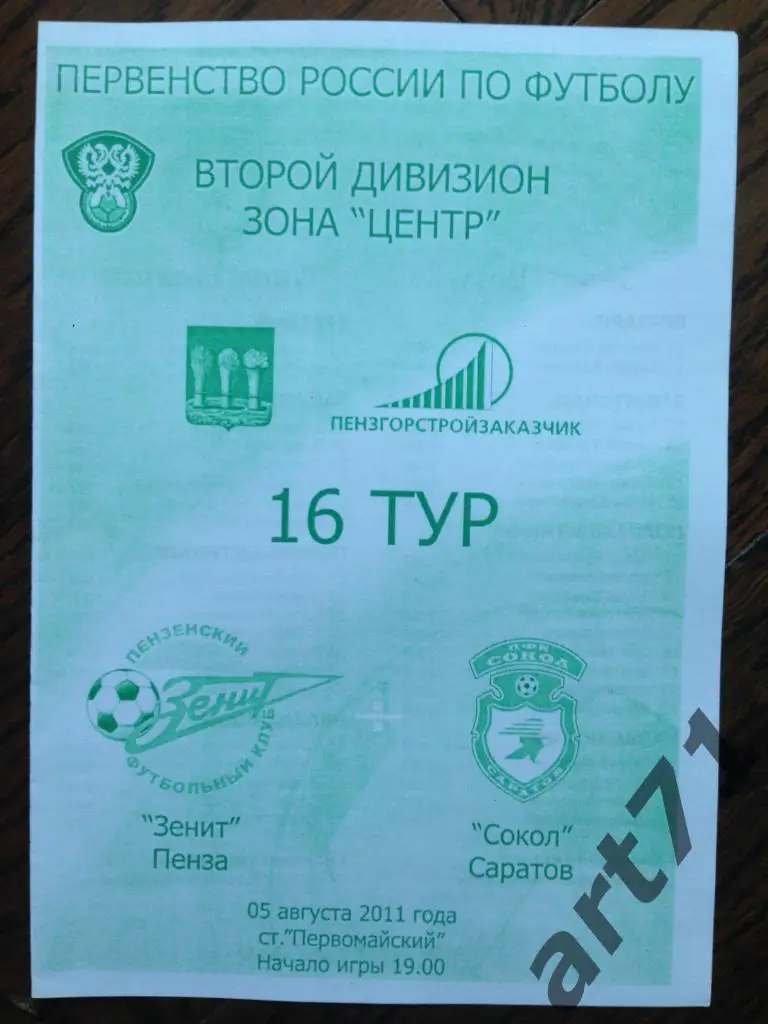 ПЕРВЕНСТВО РОССИИ ПО ФУТБОЛУ
ВТОРОЙ ДИВИЗИОН
ЗОНА "ЦЕНТР"
ПЕНЗГОРСТРОЙЗАКАЗЧИК
16 ТУР
ПЕНЗЕНСКИЙ
Зенит
ФУТБОЛЬНЫЙ КЛУБ
ПФК
СОКОЛ
САРАТОВ
"Зенит"
Пенза
"Сокол"
Саратов
05 августа 2011 года
ст."Первомайский"
Начало игры 19.00
art71